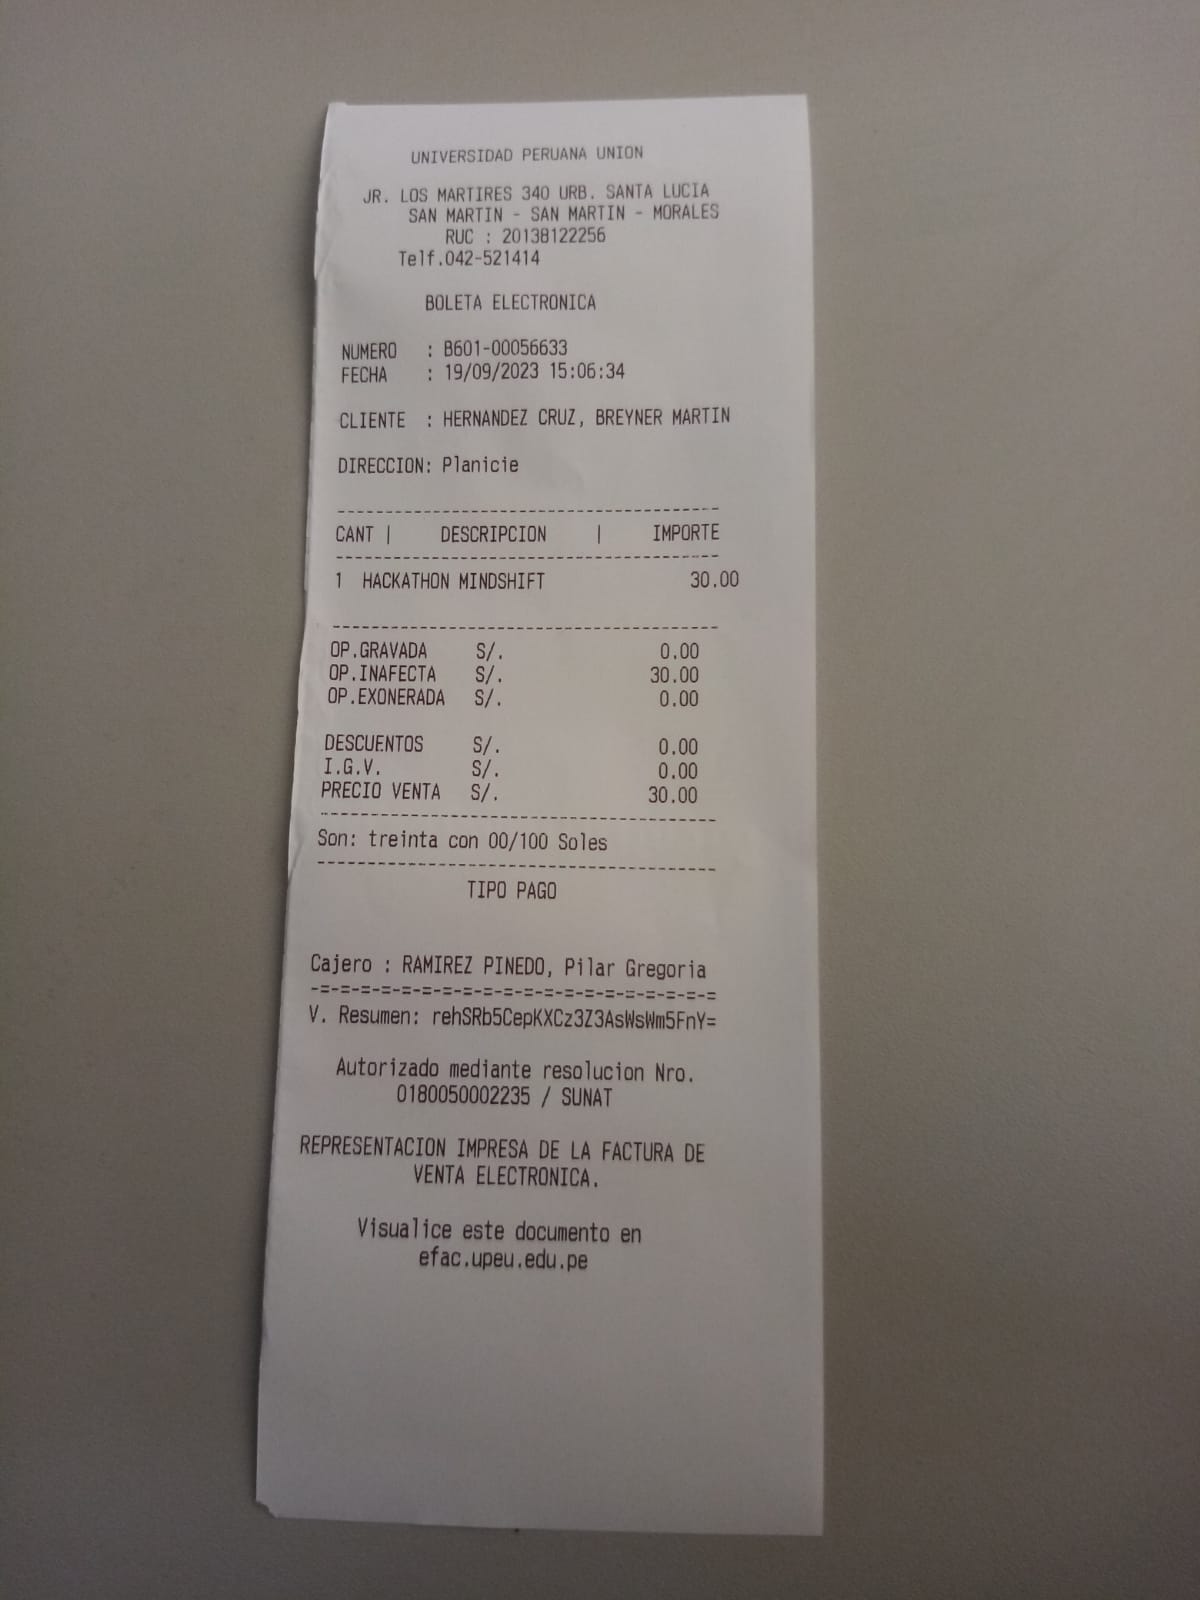 UNIVERSIDAD PERUANA UNION
JR. LOS MARTIRES 340 URB. SANTA LUCIA
SAN MARTIN - SAN MARTIN - MORALES
RUC : 20138122256
Telf.042-521414
BOLETA ELECTRONICA
NUMERO : B601-00056633
FECHA : 19/09/2023 15:06:34
CLIENTE : HERNANDEZ CRUZ, BREYNER MARTIN
DIRECCION: Planicie
CANT | DESCRIPCION | IMPORTE
1 HACKATHON MINDSHIFT 30.00
OP.GRAVADA S/. 0.00
OP.INAFECTA S/. 30.00
OP.EXONERADA S/. 0.00
DESCUENTOS S/. 0.00
I.G.V. S/. 0.00
PRECIO VENTA S/. 30.00
Son: treinta con 00/100 Soles
TIPO PAGO
Cajero : RAMIREZ PINEDO, Pilar Gregoria
-=-=-=-=-=-=-=-=-=-=-=-=-=-=-=-=-=-=-=-=
V. Resumen: rehSRb5CepKXCz3Z3AsWsWm5FnY=
Autorizado mediante resolucion Nro.
0180050002235 / SUNAT
REPRESENTACION IMPRESA DE LA FACTURA DE
VENTA ELECTRONICA.
Visualice este documento en
efac.upeu.edu.pe